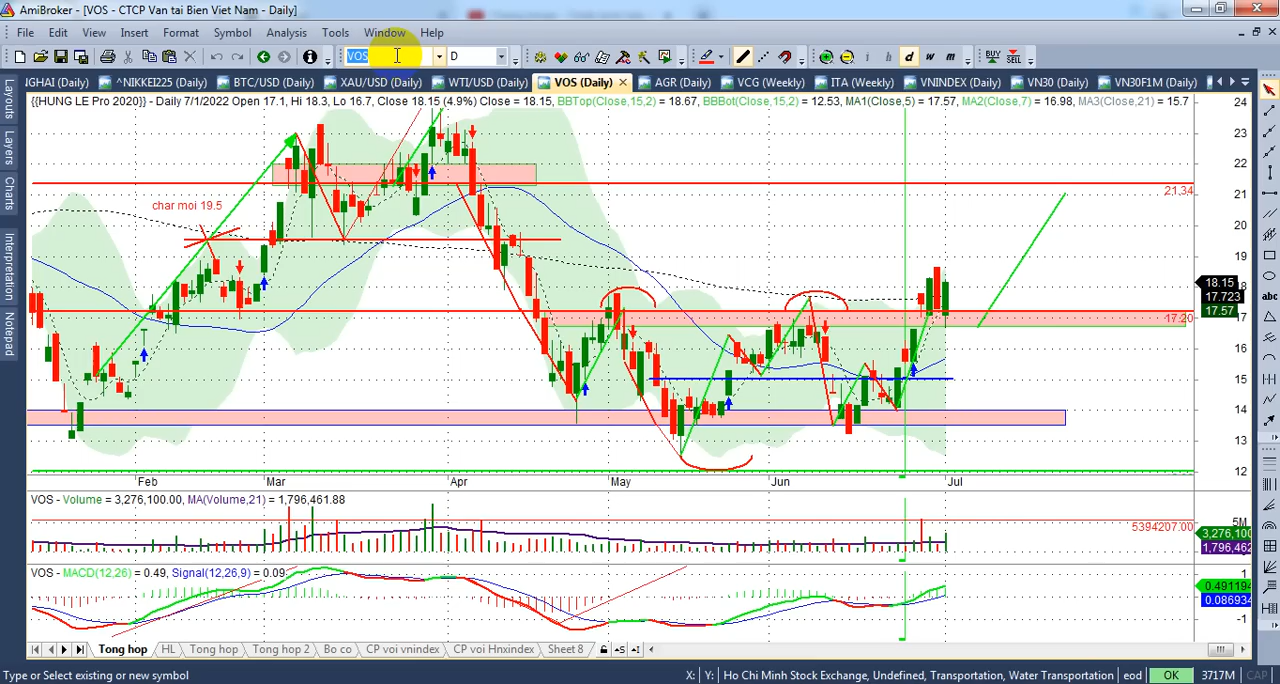 AmiBroker - [VOS - CTCP Van tai Bien Viet Nam - Daily]
File Edit View Insert Format Symbol Analysis Tools Window Help
VOS D i d w m BUY SELL
IGHAI (Daily) ^NIKKEI225 (Daily) BTC/USD (Daily) XAU/USD (Daily) WTI/USD (Daily) VOS (Daily) AGR (Daily) VCG (Weekly) ITA (Weekly) VNINDEX (Daily) VN30 (Daily) VN30F1M (Daily)
{{HUNG LE Pro 2020}} - Daily 7/1/2022 Open 17.1, Hi 18.3, Lo 16.7, Close 18.15 (4.9%) Close = 18.15, BBTop(Close,15,2) = 18.67, BBBot(Close,15,2) = 12.53, MA1(Close,5) = 17.57, MA2(Close,7) = 16.98, MA3(Close,21) = 15.7
Layouts
Layers
Charts
Interpretation
Notepad
abc
24
23
22
21.34
21
char moi 19.5
20
19
18.15
17.723
17.57
17.20
17
16
15
14
13
12
Feb Mar Apr May Jun Jul
VOS - Volume = 3,276,100.00, MA(Volume,21) = 1,796,461.88
5M
5394207.00
3,276,100
1,796,462
VOS - MACD(12,26) = 0.49, Signal(12,26,9) = 0.09
1
0.491194
0.086934
-1
Tong hop HL Tong hop Tong hop 2 Bo co CP voi vnindex CP voi Hnxindex Sheet 8
Type or Select existing or new symbol X: Y: Ho Chi Minh Stock Exchange, Undefined, Transportation, Water Transportation eod OK 3717M CAP